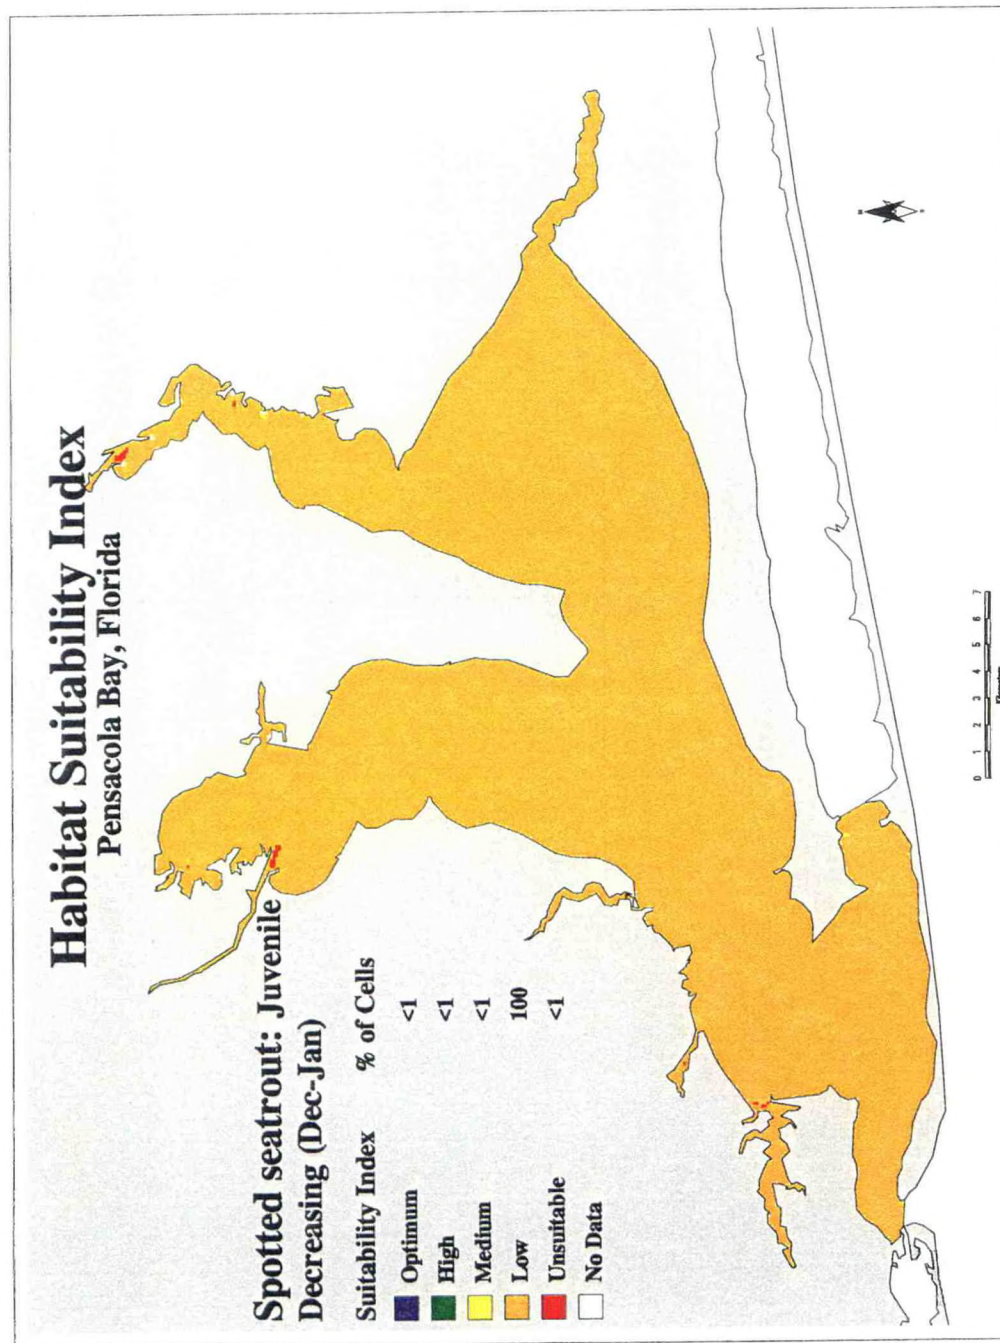 Habitat Suitability Index
Pensacola Bay, Florida
Spotted seatrout: Juvenile
Decreasing (Dec-Jan)
Suitability Index % of Cells
Optimum <1
High <1
Medium <1
Low 100
Unsuitable <1
No Data
0 1 2 3 4 5 6 7